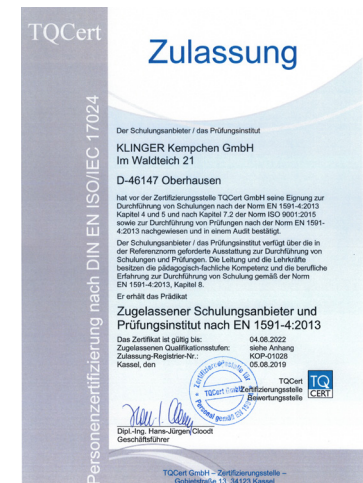 TQCert
Zulassung
Personenzertifizierung nach DIN EN ISO/IEC 17024
Der Schulungsanbieter / das Prüfungsinstitut
KLINGER Kempchen GmbH
Im Waldteich 21
D-46147 Oberhausen
hat vor der Zertifizierungsstelle TQCert GmbH seine Eignung zur
Durchführung von Schulungen nach der Norm EN 1591-4:2013
Kapitel 4 und 5 und nach Kapitel 7.2 der Norm ISO 9001:2015
sowie zur Durchführung von Prüfungen nach der Norm EN 1591-
4:2013 nachgewiesen und in einem Audit bestätigt.
Der Schulungsanbieter / das Prüfungsinstitut verfügt über die in
der Referenznorm geforderte Ausstattung zur Durchführung von
Schulungen und Prüfungen. Die Leitung und die Lehrkräfte
besitzen die pädagogisch-fachliche Kompetenz und die berufliche
Erfahrung zur Durchführung von Schulung gemäß der Norm
EN 1591-4:2013, Kapitel 8.
Er erhält das Prädikat
Zugelassener Schulungsanbieter und
Prüfungsinstitut nach EN 1591-4:2013
Das Zertifikat ist gültig bis: 04.08.2022
Zugelassenen Qualifikationsstufen: siehe Anhang
Zulassung-Registrier-Nr.: KOP-01028
Kassel, den 05.08.2019
TQCert
Zertifizierungsstelle
Bewertungsstelle
TQ
CERT
TQCert GmbH
Dipl.-Ing. Hans-Jürgen Cloodt
Geschäftsführer
TQCert GmbH – Zertifizierungsstelle –
Gobietstraße 13, 34123 Kassel